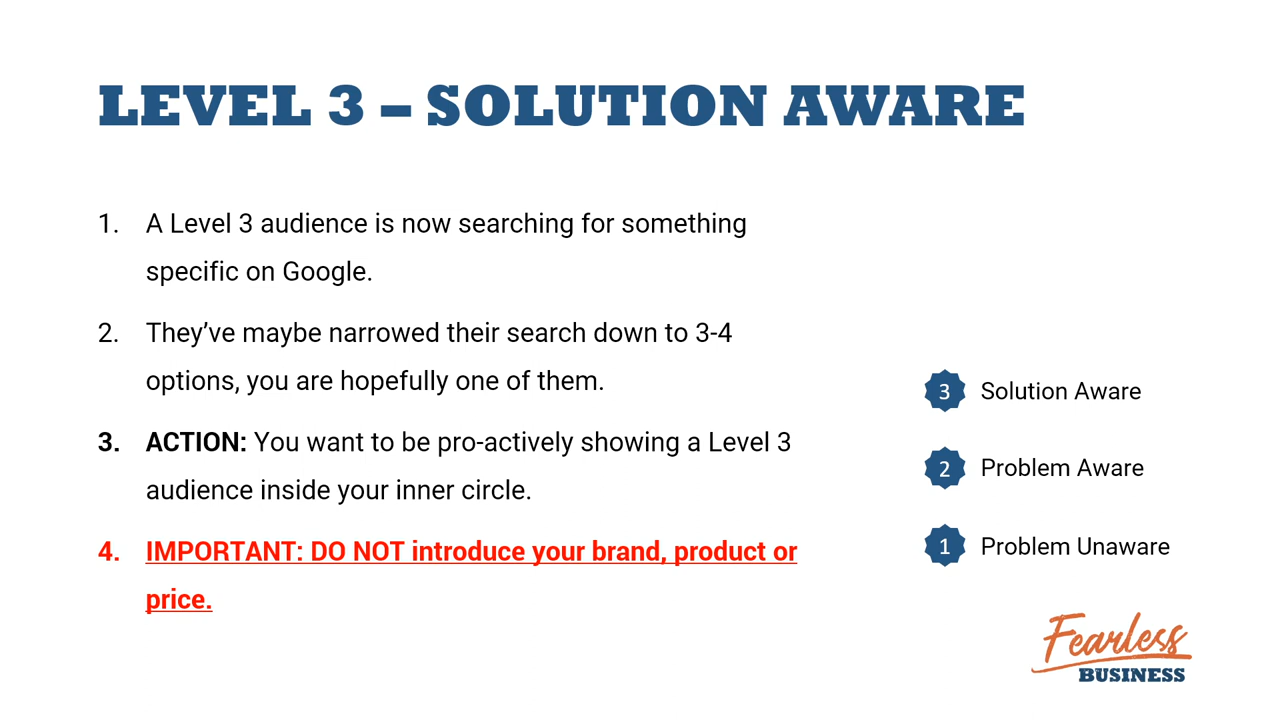 LEVEL 3 – SOLUTION AWARE
1. A Level 3 audience is now searching for something
specific on Google.
2. They’ve maybe narrowed their search down to 3-4
options, you are hopefully one of them.
3. ACTION: You want to be pro-actively showing a Level 3
audience inside your inner circle.
4. IMPORTANT: DO NOT introduce your brand, product or
price.
3 Solution Aware
2 Problem Aware
1 Problem Unaware
Fearless
BUSINESS